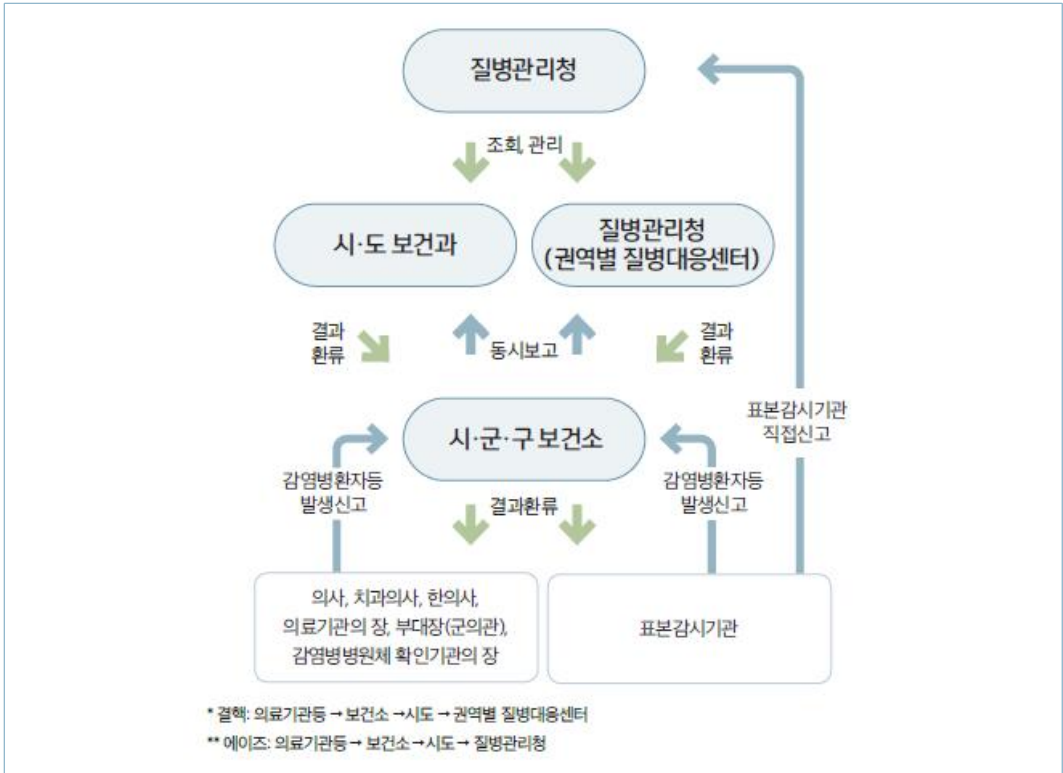 질병관리청
조회, 관리
시·도 보건과
질병관리청
(권역별 질병대응센터)
결과
환류
동시보고
결과
환류
표본감시기관
직접신고
시·군·구 보건소
감염병환자등
발생신고
결과환류
감염병환자등
발생신고
의사, 치과의사, 한의사,
의료기관의 장, 부대장(군의관),
감염병병원체 확인기관의 장
표본감시기관
* 결핵: 의료기관등 → 보건소 →시도 → 권역별 질병대응센터
** 에이즈: 의료기관등 → 보건소→시도 → 질병관리청